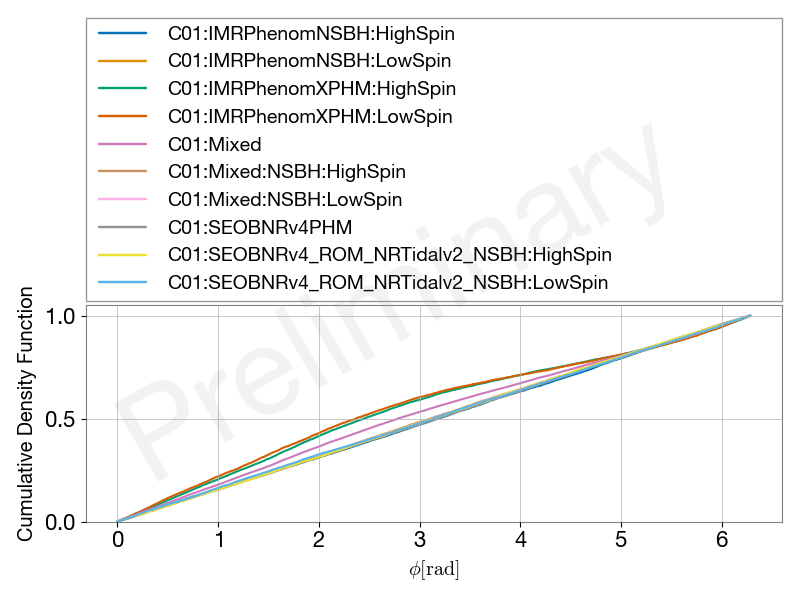 C01:IMRPhenomNSBH:HighSpin
C01:IMRPhenomNSBH:LowSpin
C01:IMRPhenomXPHM:HighSpin
C01:IMRPhenomXPHM:LowSpin
C01:Mixed
C01:Mixed:NSBH:HighSpin
C01:Mixed:NSBH:LowSpin
C01:SEOBNRv4PHM
C01:SEOBNRv4_ROM_NRTidalv2_NSBH:HighSpin
C01:SEOBNRv4_ROM_NRTidalv2_NSBH:LowSpin
Preliminary
Cumulative Density Function
1.0
0.5
0.0
0 1 2 3 4 5 6
ϕ[rad]